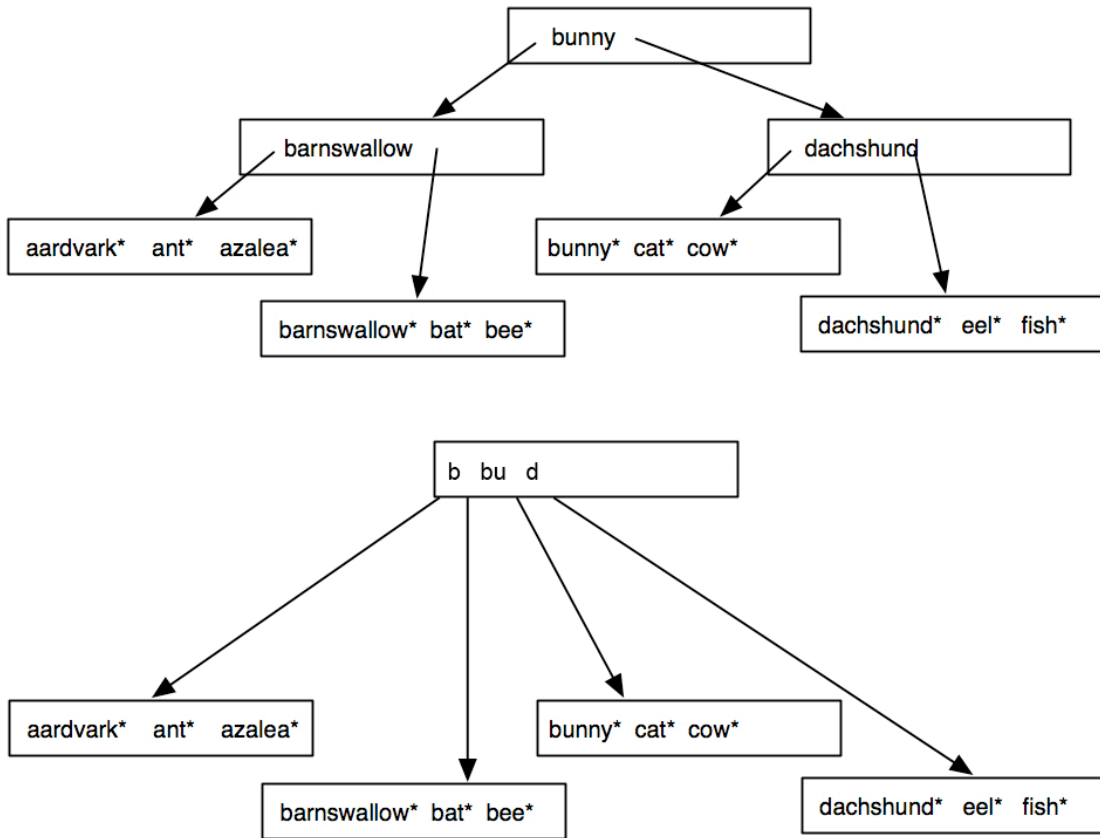 bunny
barnswallow
dachshund
aardvark* ant* azalea*
bunny* cat* cow*
barnswallow* bat* bee*
dachshund* eel* fish*
b bu d
aardvark* ant* azalea*
bunny* cat* cow*
barnswallow* bat* bee*
dachshund* eel* fish*